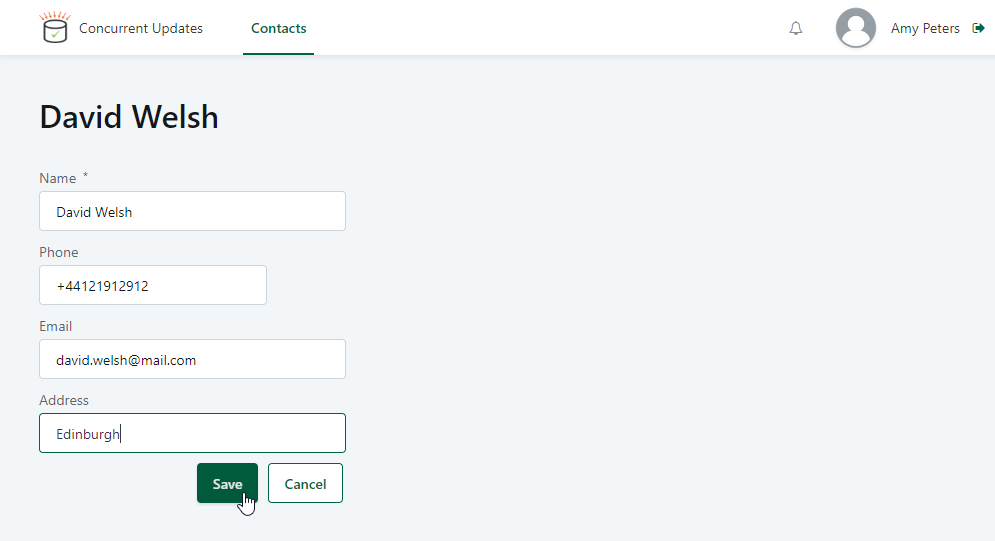 Concurrent Updates Contacts Amy Peters
David Welsh
Name *
David Welsh
Phone
+44121912912
Email
david.welsh@mail.com
Address
Edinburgh
Save Cancel